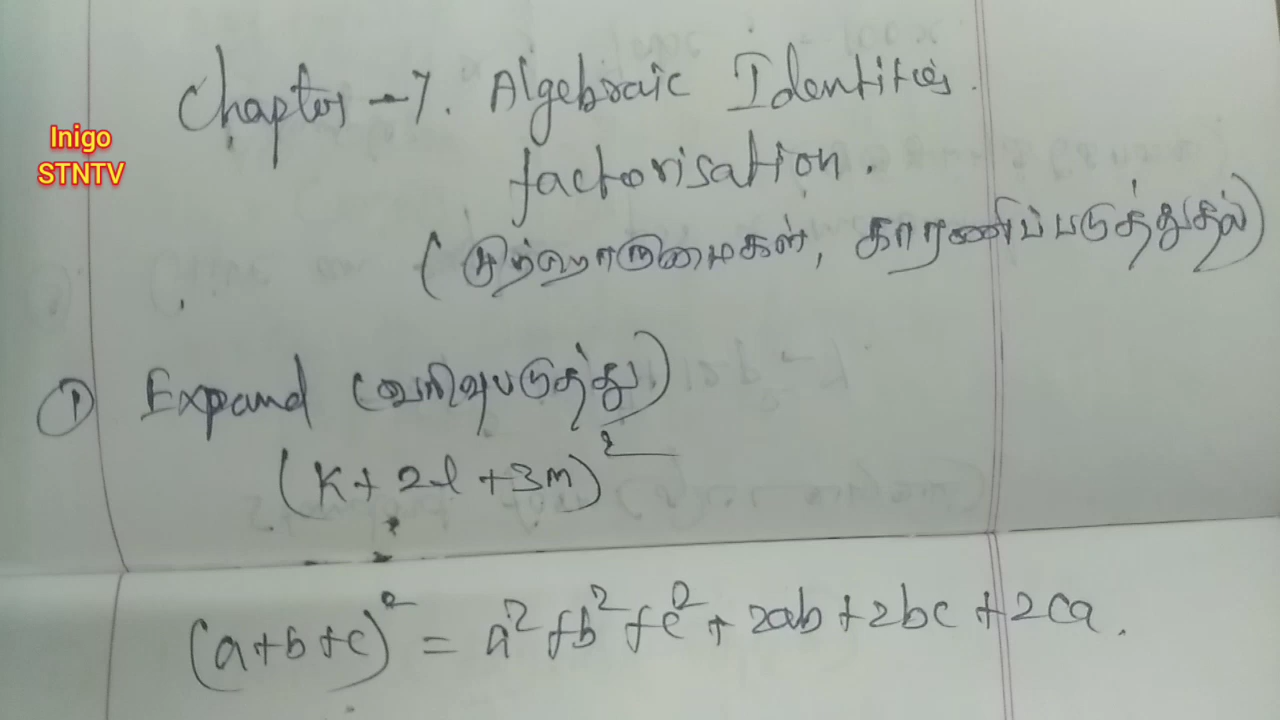 Inigo
STNTV
Chapter - 7. Algebraic Identities.
factorisation.
(முற்றொருமைகள், காரணிப்படுத்துதல்)
① Expand (விரிவுபடுத்து)
(K + 2l + 3m)²
(a+b+c)² = a² + b² + c² + 2ab + 2bc + 2ca.